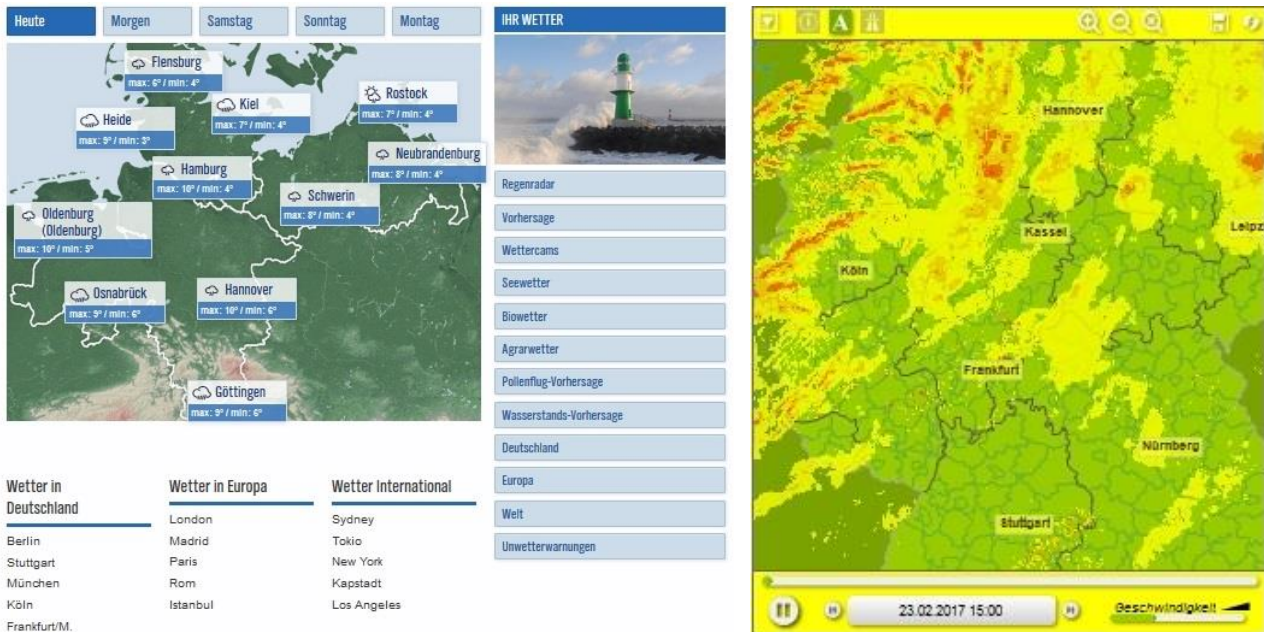 Heute
Morgen
Samstag
Sonntag
Montag
Flensburg
max: 6° / min: 4°
Kiel
max: 7° / min: 4°
Rostock
max: 7° / min: 4°
Heide
max: 9° / min: 3°
Neubrandenburg
max: 8° / min: 4°
Hamburg
max: 10° / min: 4°
Schwerin
max: 8° / min: 4°
Oldenburg
(Oldenburg)
max: 10° / min: 5°
Osnabrück
max: 9° / min: 6°
Hannover
max: 10° / min: 6°
Göttingen
max: 9° / min: 6°
Wetter in
Deutschland
Berlin
Stuttgart
München
Köln
Frankfurt/M.
Wetter in Europa
London
Madrid
Paris
Rom
Istanbul
Wetter International
Sydney
Tokio
New York
Kapstadt
Los Angeles
IHR WETTER
Regenradar
Vorhersage
Wettercams
Seewetter
Biowetter
Agrarwetter
Pollenflug-Vorhersage
Wasserstands-Vorhersage
Deutschland
Europa
Welt
Unwetterwarnungen
A
Hannover
Kassel
Leipz
Köln
Frankfurt
Nürnberg
Stuttgart
23.02.2017 15:00
Geschwindigkeit